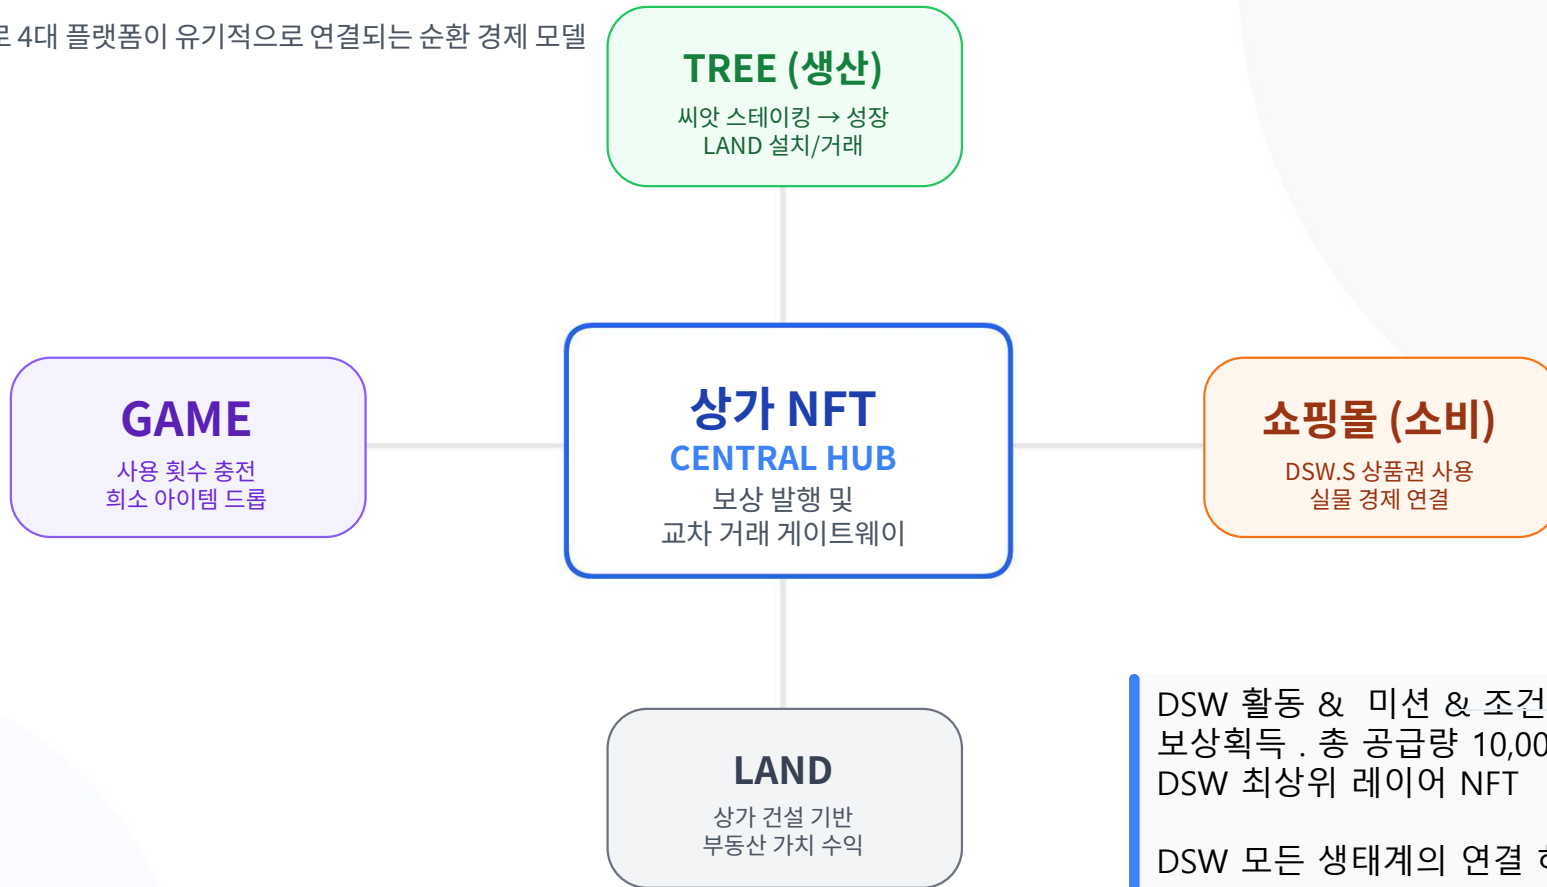 로 4대 플랫폼이 유기적으로 연결되는 순환 경제 모델
TREE (생산)
씨앗 스테이킹 → 성장
LAND 설치/거래
GAME
사용 횟수 충전
희소 아이템 드롭
상가 NFT
CENTRAL HUB
보상 발행 및
교차 거래 게이트웨이
쇼핑몰 (소비)
DSW.S 상품권 사용
실물 경제 연결
LAND
상가 건설 기반
부동산 가치 수익
DSW 활동 & 미션 & 조건
보상획득 . 총 공급량 10,00
DSW 최상위 레이어 NFT
DSW 모든 생태계의 연결